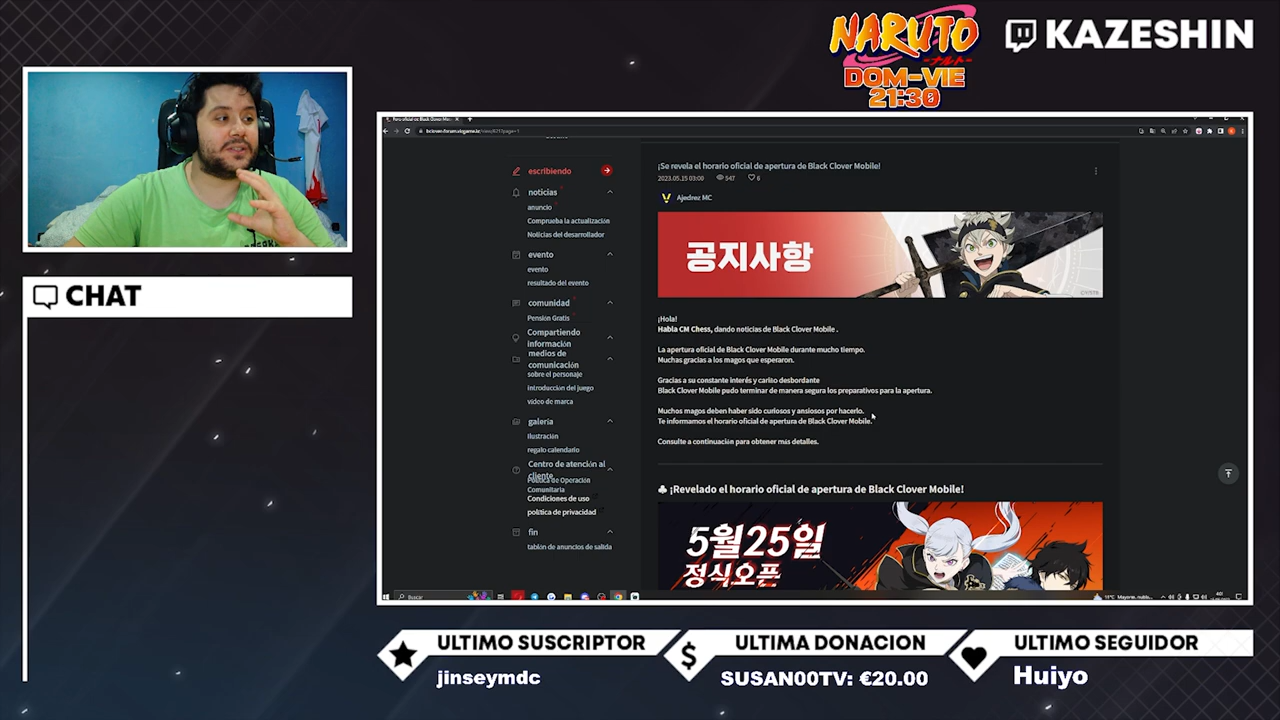 NARUTO
ーナルトー
DOM-VIE
21:30
KAZESHIN
CHAT
escribiendo
noticias
anuncio
Comprueba la actualización
Noticias del desarrollador
evento
evento
resultado del evento
comunidad
Pensión Gratis
Compartiendo
información
medios de
comunicación
sobre el personaje
introducción del juego
video de marca
galería
Ilustración
regalo calendario
Centro de atención al
cliente
Política de Operación
Comunitaria
Condiciones de uso
política de privacidad
fin
tablón de anuncios de salida
¡Se revela el horario oficial de apertura de Black Clover Mobile!
2023.05.15 03:00
547
6
Ajedrez MC
공지사항
¡Hola!
Habla CM Chess, dando noticias de Black Clover Mobile .
La apertura oficial de Black Clover Mobile durante mucho tiempo.
Muchas gracias a los magos que esperaron.
Gracias a su constante interés y cariño desbordante
Black Clover Mobile pudo terminar de manera segura los preparativos para la apertura.
Muchos magos deben haber sido curiosos y ansiosos por hacerlo.
Te informamos el horario oficial de apertura de Black Clover Mobile.
Consulte a continuación para obtener más detalles.
♣ ¡Revelado el horario oficial de apertura de Black Clover Mobile!
5월25일
정식오픈
Buscar
ULTIMO SUSCRIPTOR
jinseymdc
ULTIMA DONACION
SUSAN00TV: €20.00
ULTIMO SEGUIDOR
Huiyo